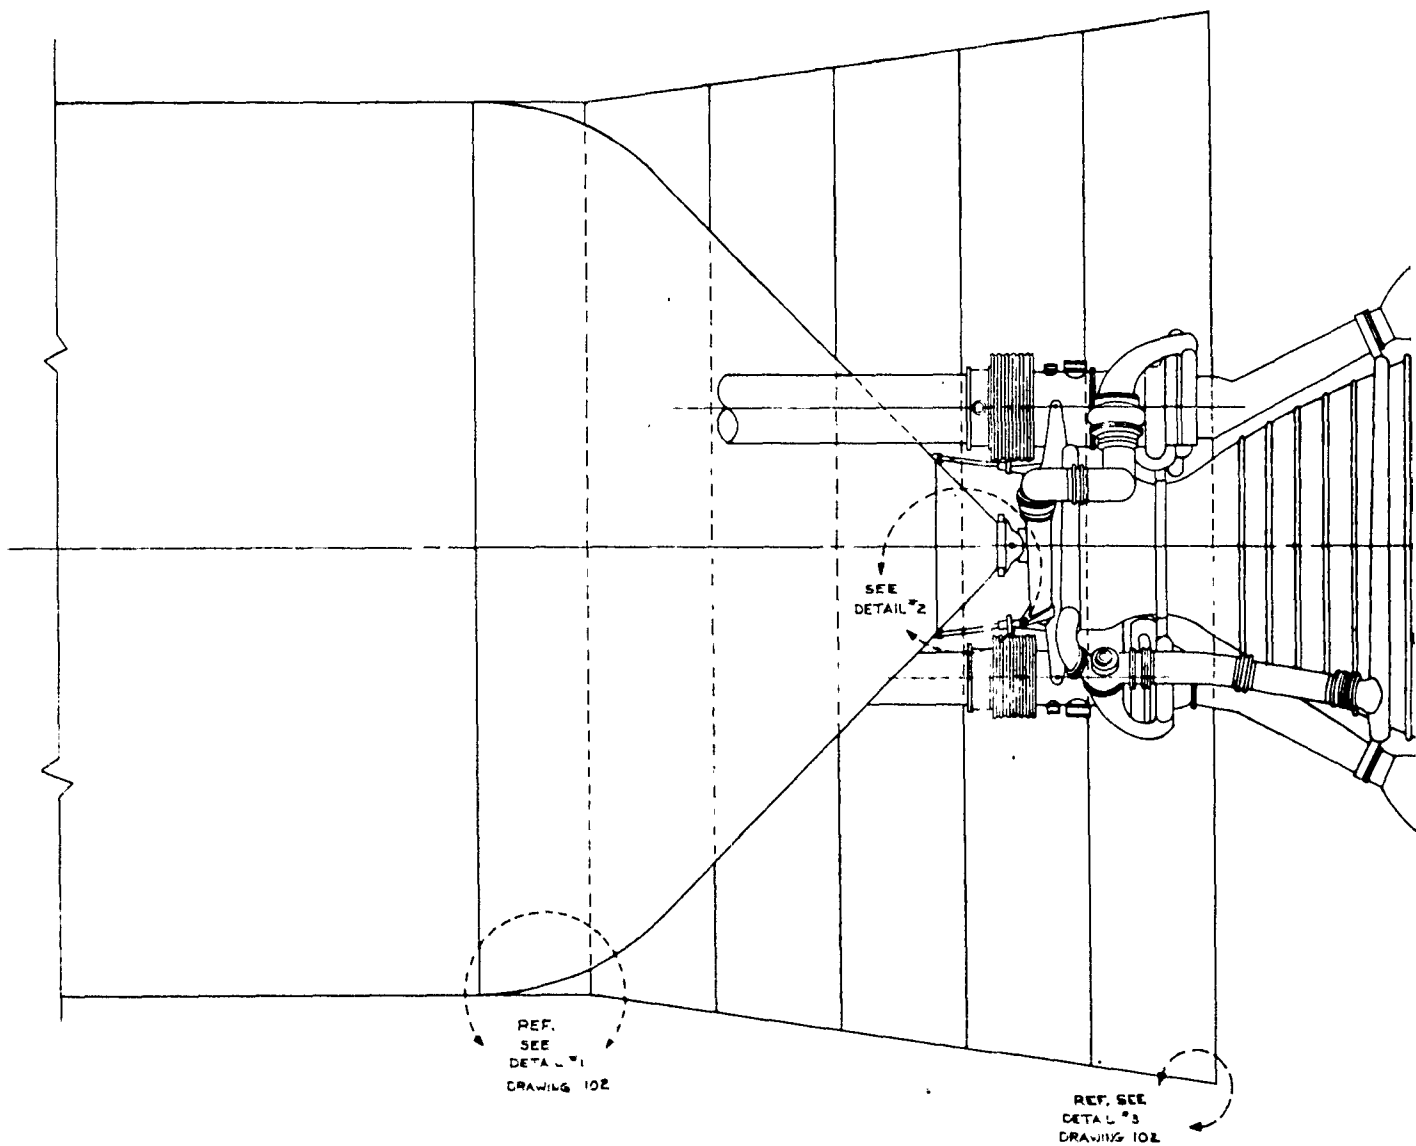 SEE
DETAIL #2
REF.
SEE
DETAIL #1
DRAWING 102
REF. SEE
DETAIL #3
DRAWING 102